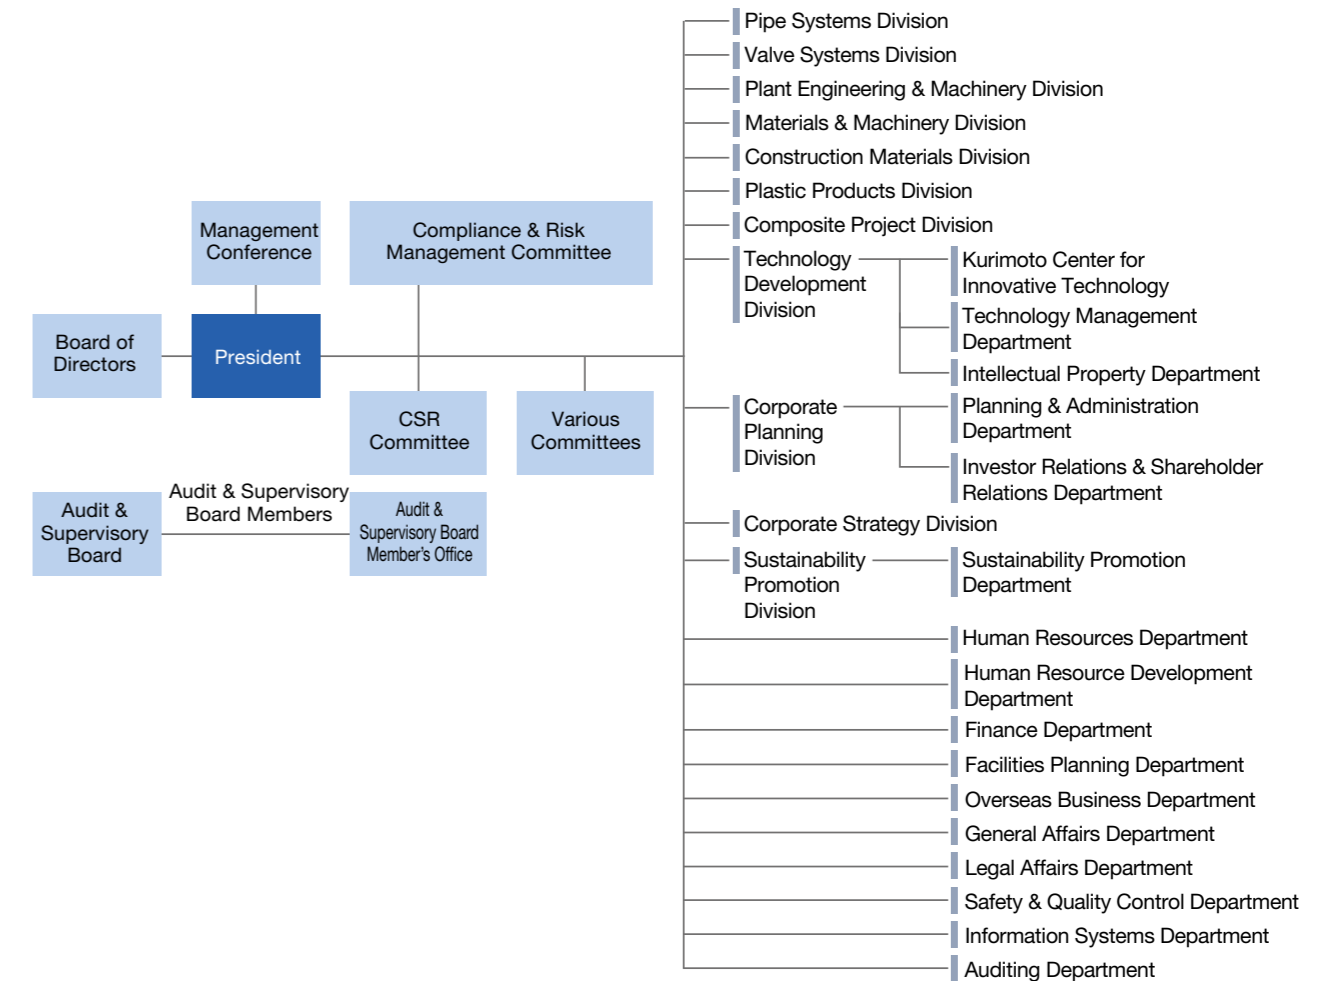 Management
Conference
Compliance & Risk
Management Committee
Board of
Directors
President
CSR
Committee
Various
Committees
Audit &
Supervisory
Board
Audit & Supervisory
Board Members
Audit &
Supervisory Board
Member's Office
Pipe Systems Division
Valve Systems Division
Plant Engineering & Machinery Division
Materials & Machinery Division
Construction Materials Division
Plastic Products Division
Composite Project Division
Technology
Development
Division
Kurimoto Center for
Innovative Technology
Technology Management
Department
Intellectual Property Department
Corporate
Planning
Division
Planning & Administration
Department
Investor Relations & Shareholder
Relations Department
Corporate Strategy Division
Sustainability
Promotion
Division
Sustainability Promotion
Department
Human Resources Department
Human Resource Development
Department
Finance Department
Facilities Planning Department
Overseas Business Department
General Affairs Department
Legal Affairs Department
Safety & Quality Control Department
Information Systems Department
Auditing Department